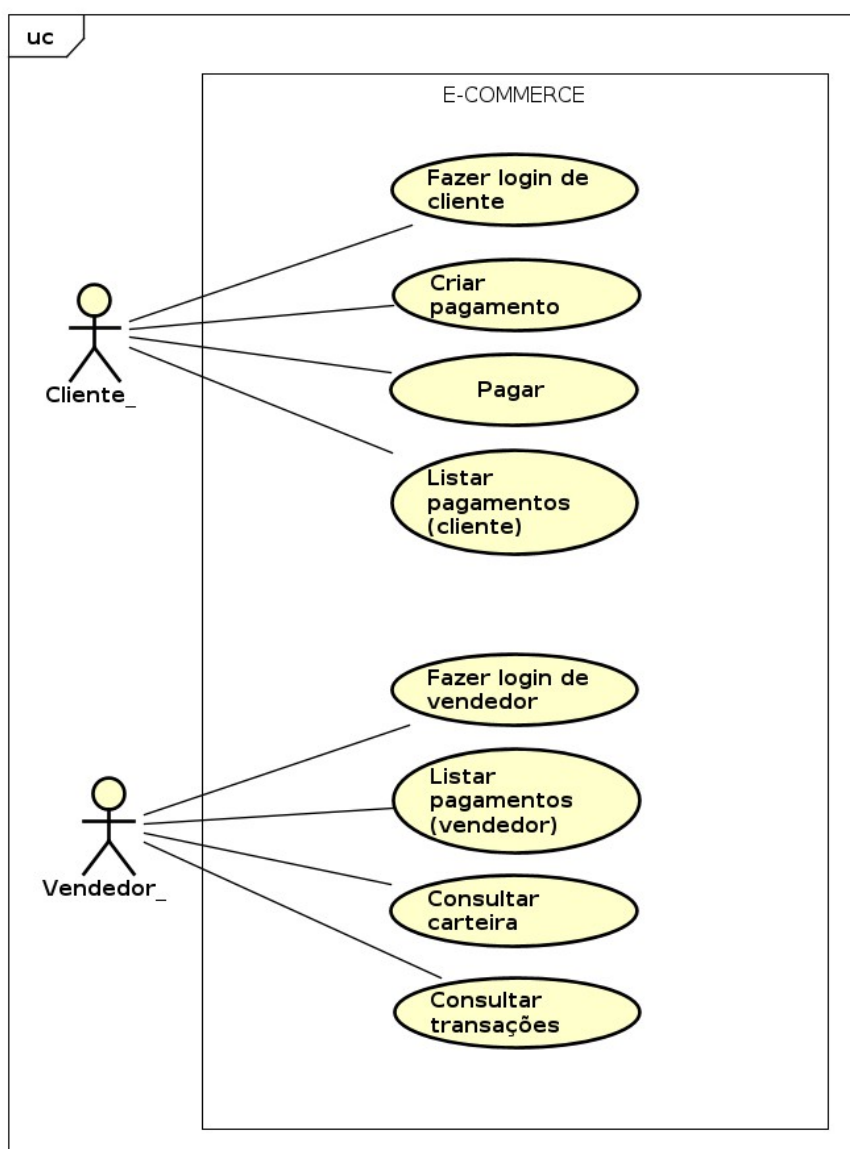 uc
E-COMMERCE
Fazer login de
cliente
Criar
pagamento
Pagar
Cliente_
Listar
pagamentos
(cliente)
Fazer login de
vendedor
Listar
pagamentos
(vendedor)
Vendedor_
Consultar
carteira
Consultar
transações